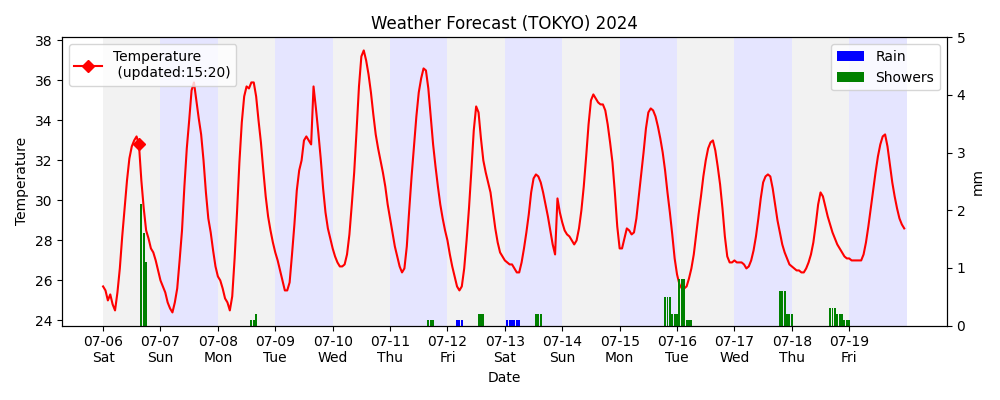 Weather Forecast (TOKYO) 2024
Temperature
(updated:15:20)
Rain
Showers
38
36
34
32
30
28
26
24
Temperature
5
4
3
2
1
0
mm
07-06 07-07 07-08 07-09 07-10 07-11 07-12 07-13 07-14 07-15 07-16 07-17 07-18 07-19
Sat Sun Mon Tue Wed Thu Fri Sat Sun Mon Tue Wed Thu Fri
Date